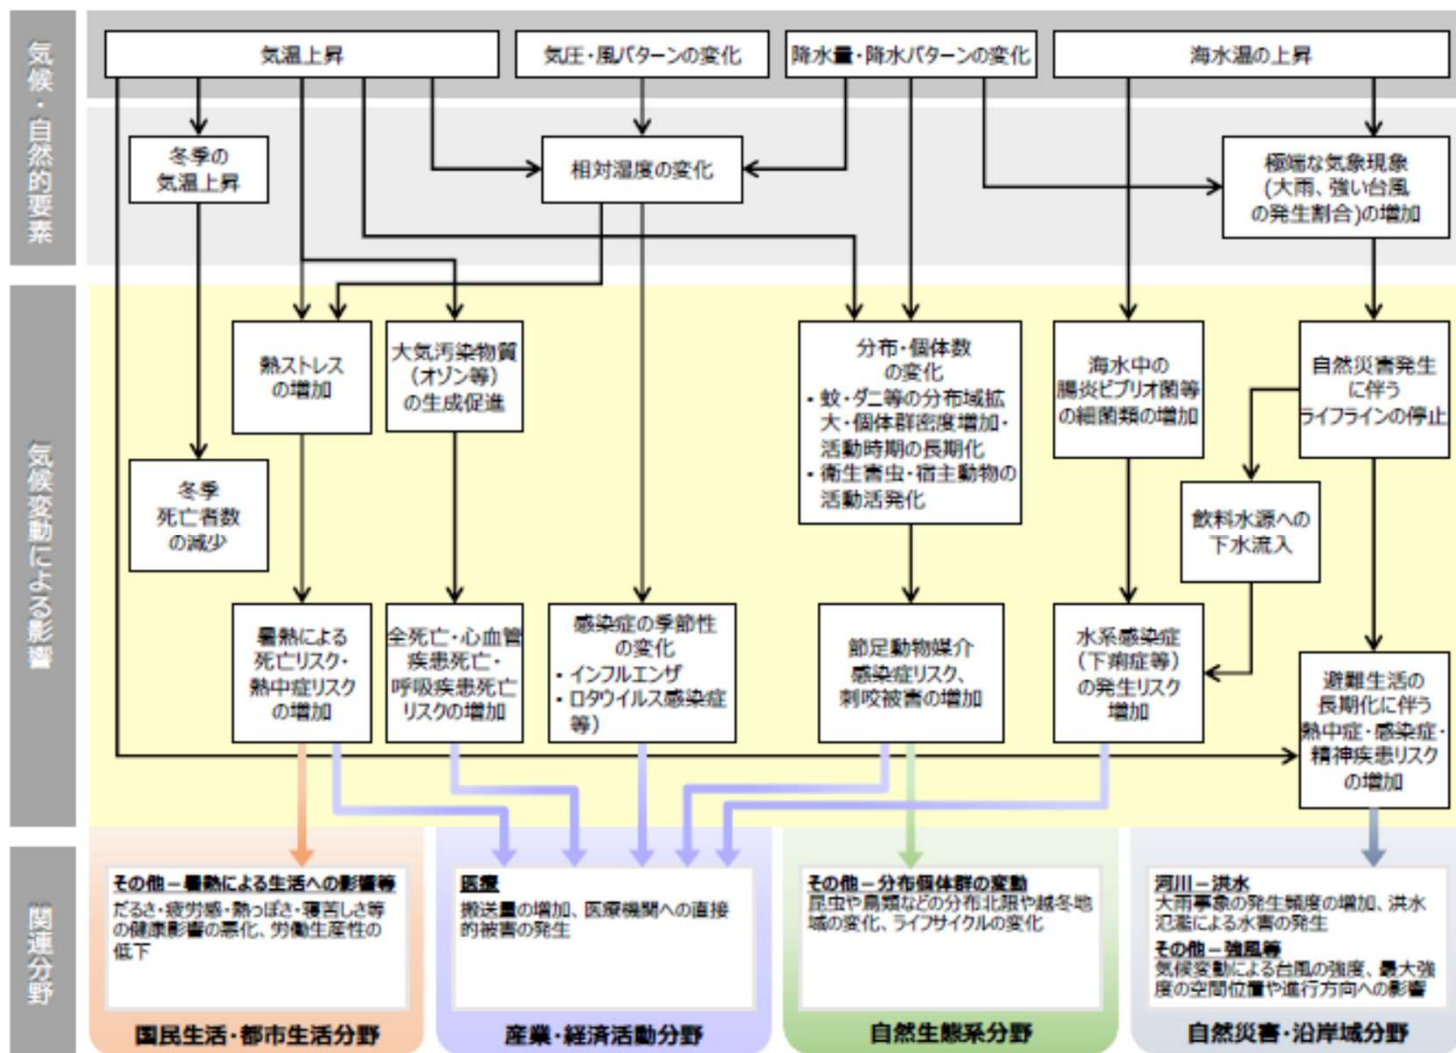 気候・自然的要素
気温上昇
気圧・風パターンの変化
降水量・降水パターンの変化
海水温の上昇
冬季の
気温上昇
相対湿度の変化
極端な気象現象
(大雨、強い台風
の発生割合)の増加
気候変動による影響
熱ストレス
の増加
大気汚染物質
（オゾン等）
の生成促進
分布・個体数
の変化
・蚊・ダニ等の分布域拡
大・個体群密度増加・
活動時期の長期化
・衛生害虫・宿主動物の
活動活発化
海水中の
腸炎ビブリオ菌等
の細菌類の増加
自然災害発生
に伴う
ライフラインの停止
冬季
死亡者数
の減少
飲料水源への
下水流入
暑熱による
死亡リスク・
熱中症リスク
の増加
全死亡・心血管
疾患死亡・
呼吸疾患死亡
リスクの増加
感染症の季節性
の変化
・インフルエンザ
・ロタウイルス感染症
等）
節足動物媒介
感染症リスク、
刺咬被害の増加
水系感染症
（下痢症等）
の発生リスク
増加
避難生活の
長期化に伴う
熱中症・感染症・
精神疾患リスク
の増加
関連分野
その他－暑熱による生活への影響等
だるさ・疲労感・熱っぽさ・寝苦しさ等
の健康影響の悪化、労働生産性の
低下
国民生活・都市生活分野
医療
搬送量の増加、医療機関への直接
的被害の発生
産業・経済活動分野
その他－分布個体群の変動
昆虫や鳥類などの分布北限や越冬地
域の変化、ライフサイクルの変化
自然生態系分野
河川－洪水
大雨事象の発生頻度の増加、洪水
氾濫による水害の発生
その他－強風等
気候変動による台風の強度、最大強
度の空間位置や進行方向への影響
自然災害・沿岸域分野